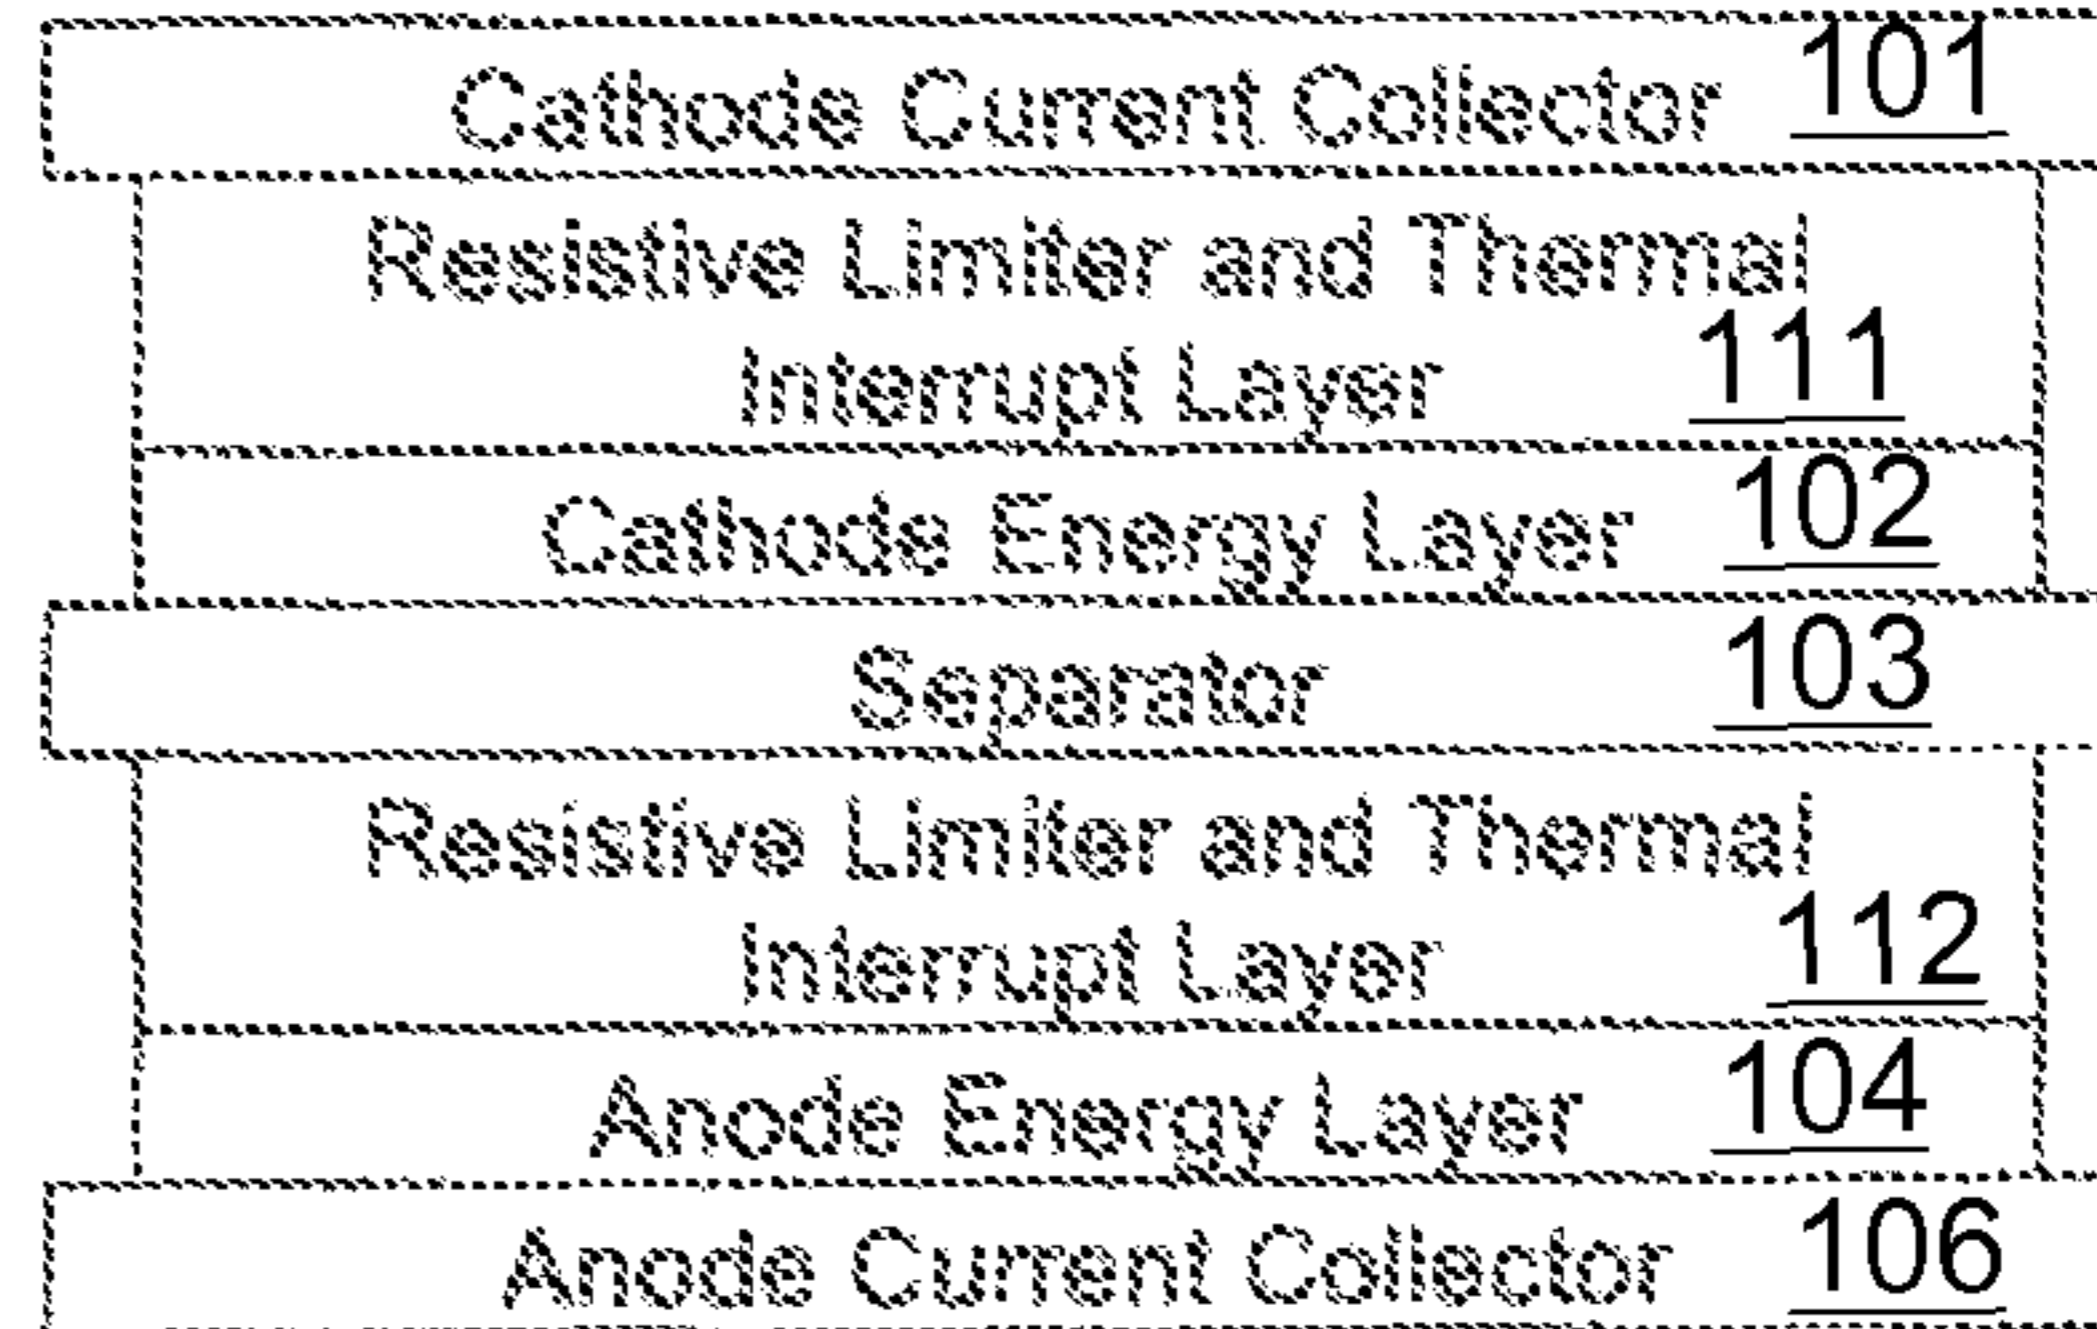 Cathode Current Collector 101
Resistive Limiter and Thermal
Interrupt Layer 111
Cathode Energy Layer 102
Separator 103
Resistive Limiter and Thermal
Interrupt Layer 112
Anode Energy Layer 104
Anode Current Collector 106